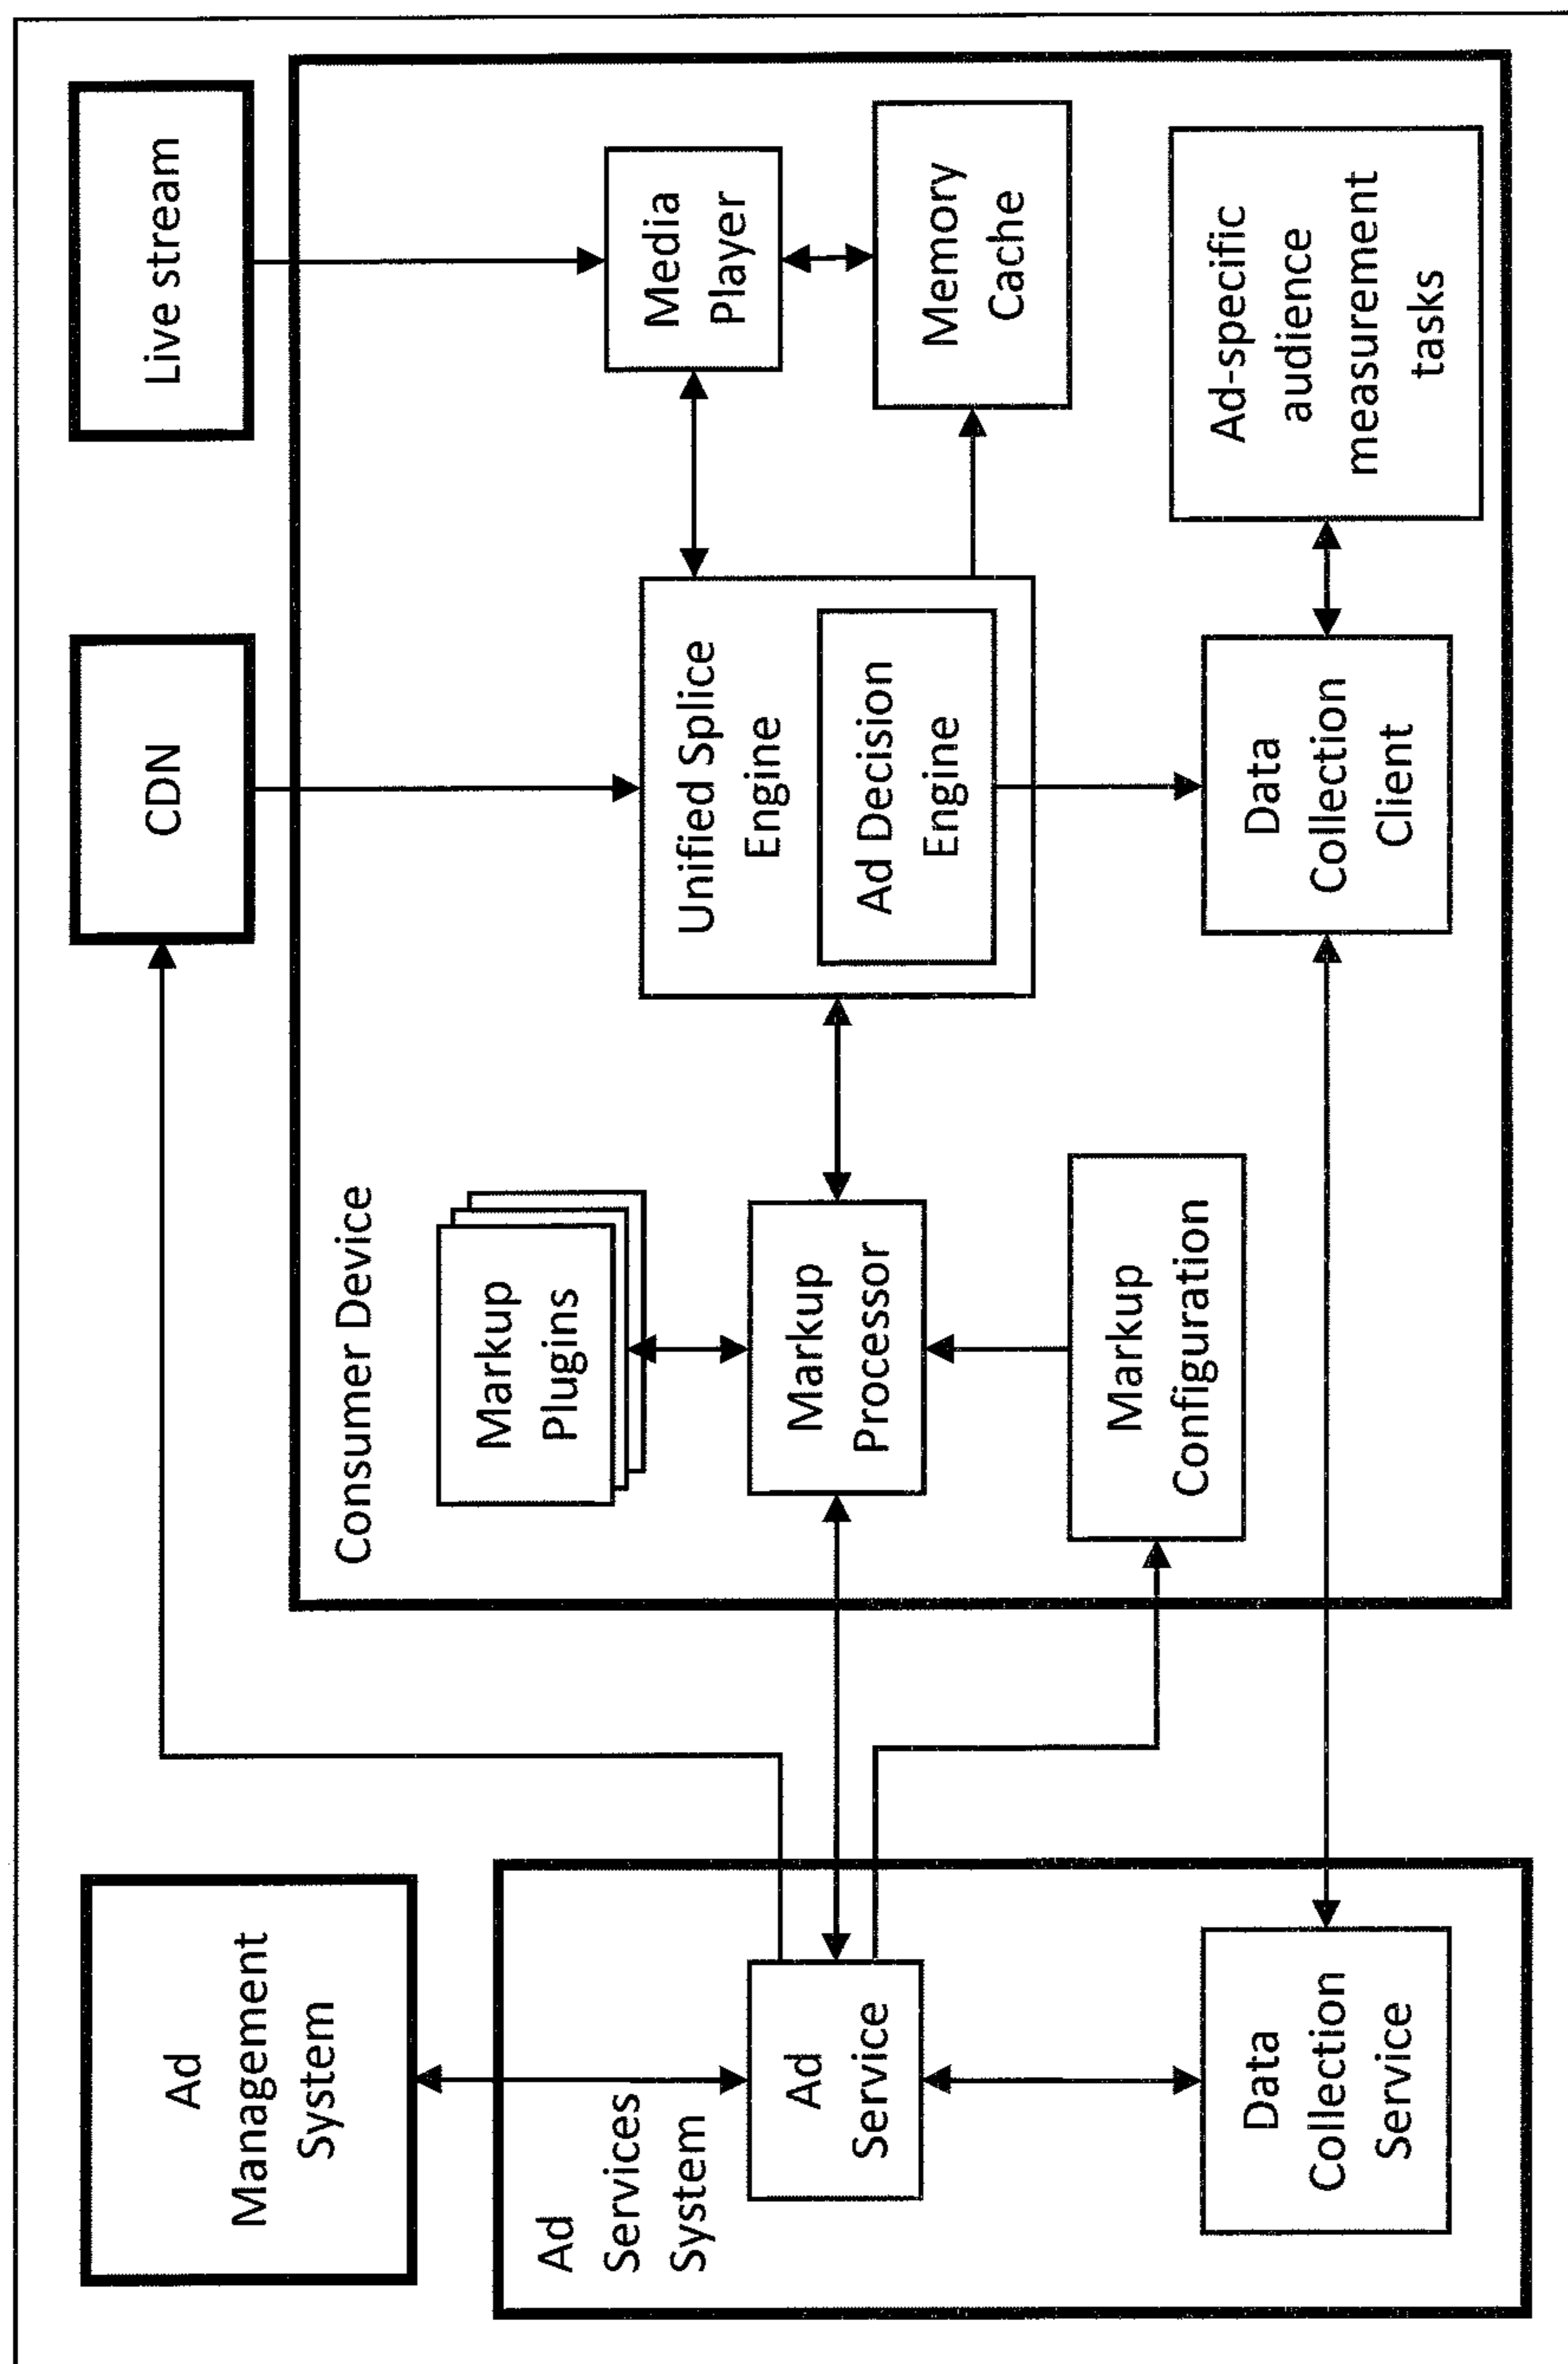 Ad
Management
System
CDN
Live stream
Ad
Services
System
Ad
Service
Data
Collection
Service
Consumer Device
Markup
Plugins
Markup
Processor
Markup
Configuration
Unified Splice
Engine
Ad Decision
Engine
Media
Player
Memory
Cache
Data
Collection
Client
Ad-specific
audience
measurement
tasks